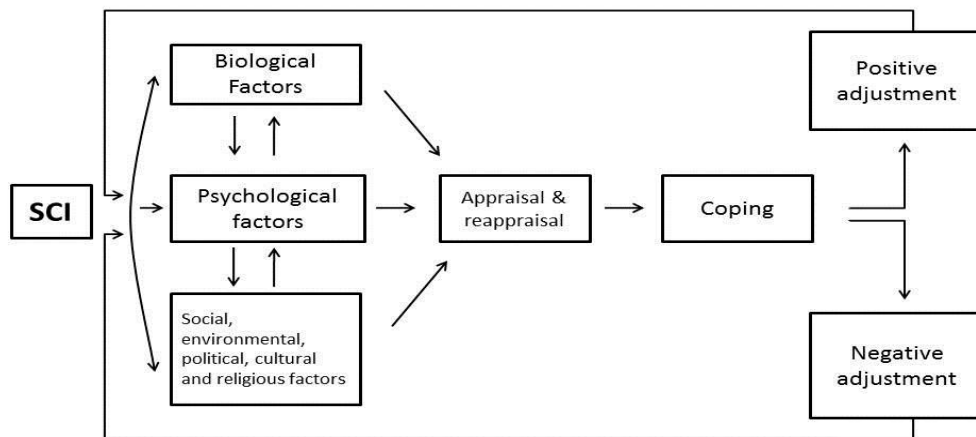 Biological
Factors
Positive
adjustment
SCI
Psychological
factors
Appraisal &
reappraisal
Coping
Social,
environmental,
political, cultural
and religious factors
Negative
adjustment